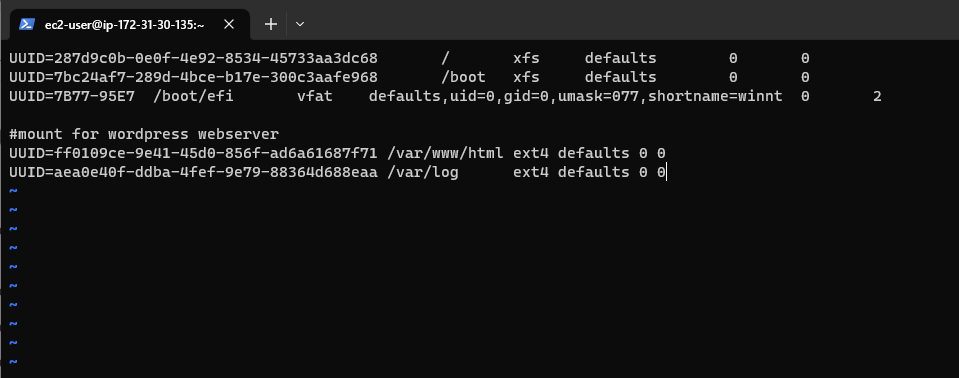 ec2-user@ip-172-31-30-135:~
UUID=287d9c0b-0e0f-4e92-8534-45733aa3dc68 / xfs defaults 0 0
UUID=7bc24af7-289d-4bce-b17e-300c3aafe968 /boot xfs defaults 0 0
UUID=7B77-95E7 /boot/efi vfat defaults,uid=0,gid=0,umask=077,shortname=winnt 0 2
#mount for wordpress webserver
UUID=ff0109ce-9e41-45d0-856f-ad6a61687f71 /var/www/html ext4 defaults 0 0
UUID=aea0e40f-ddba-4fef-9e79-88364d688eaa /var/log ext4 defaults 0 0
~
~
~
~
~
~
~
~
~
~